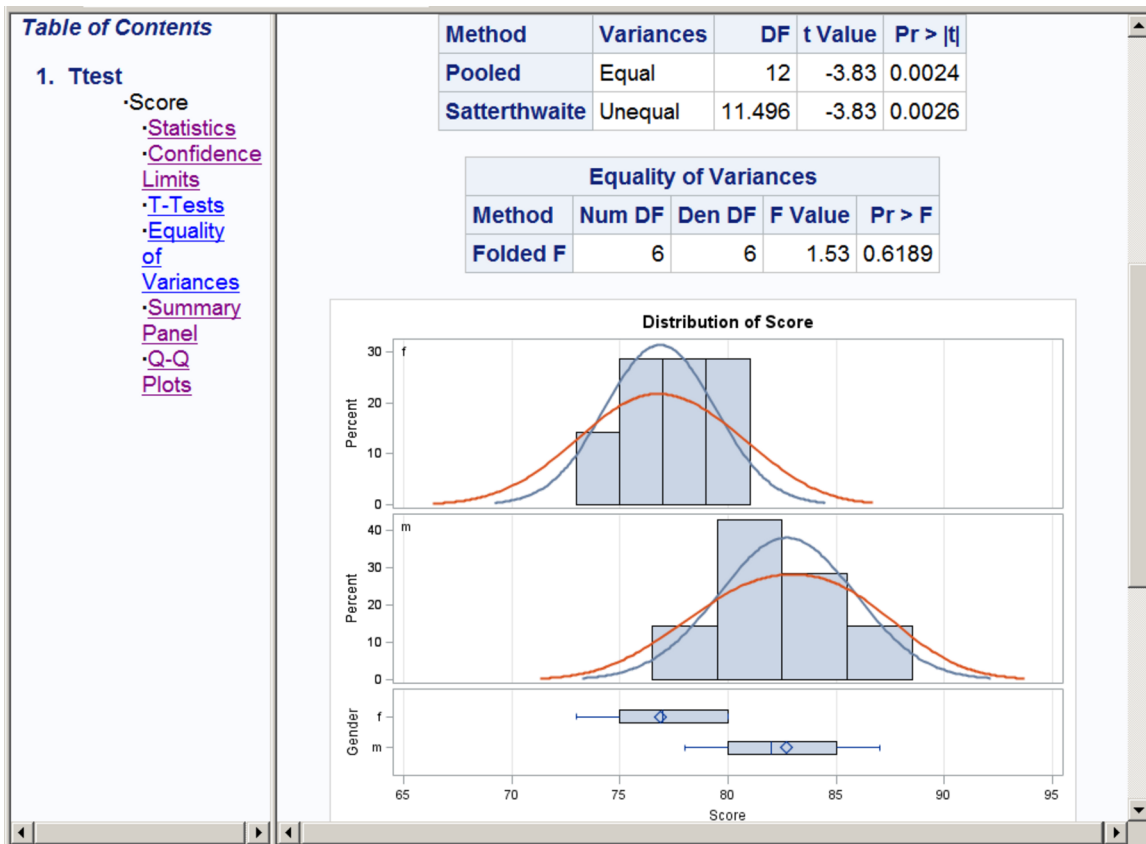 Table of Contents
1. Ttest
·Score
·Statistics
·Confidence
Limits
·T-Tests
·Equality
of
Variances
·Summary
Panel
·Q-Q
Plots
Method Variances DF t Value Pr > |t|
Pooled Equal 12 -3.83 0.0024
Satterthwaite Unequal 11.496 -3.83 0.0026
Equality of Variances
Method Num DF Den DF F Value Pr > F
Folded F 6 6 1.53 0.6189
Distribution of Score
f
30
20
10
0
Percent
m
40
30
20
10
0
Percent
f
m
Gender
65 70 75 80 85 90 95
Score